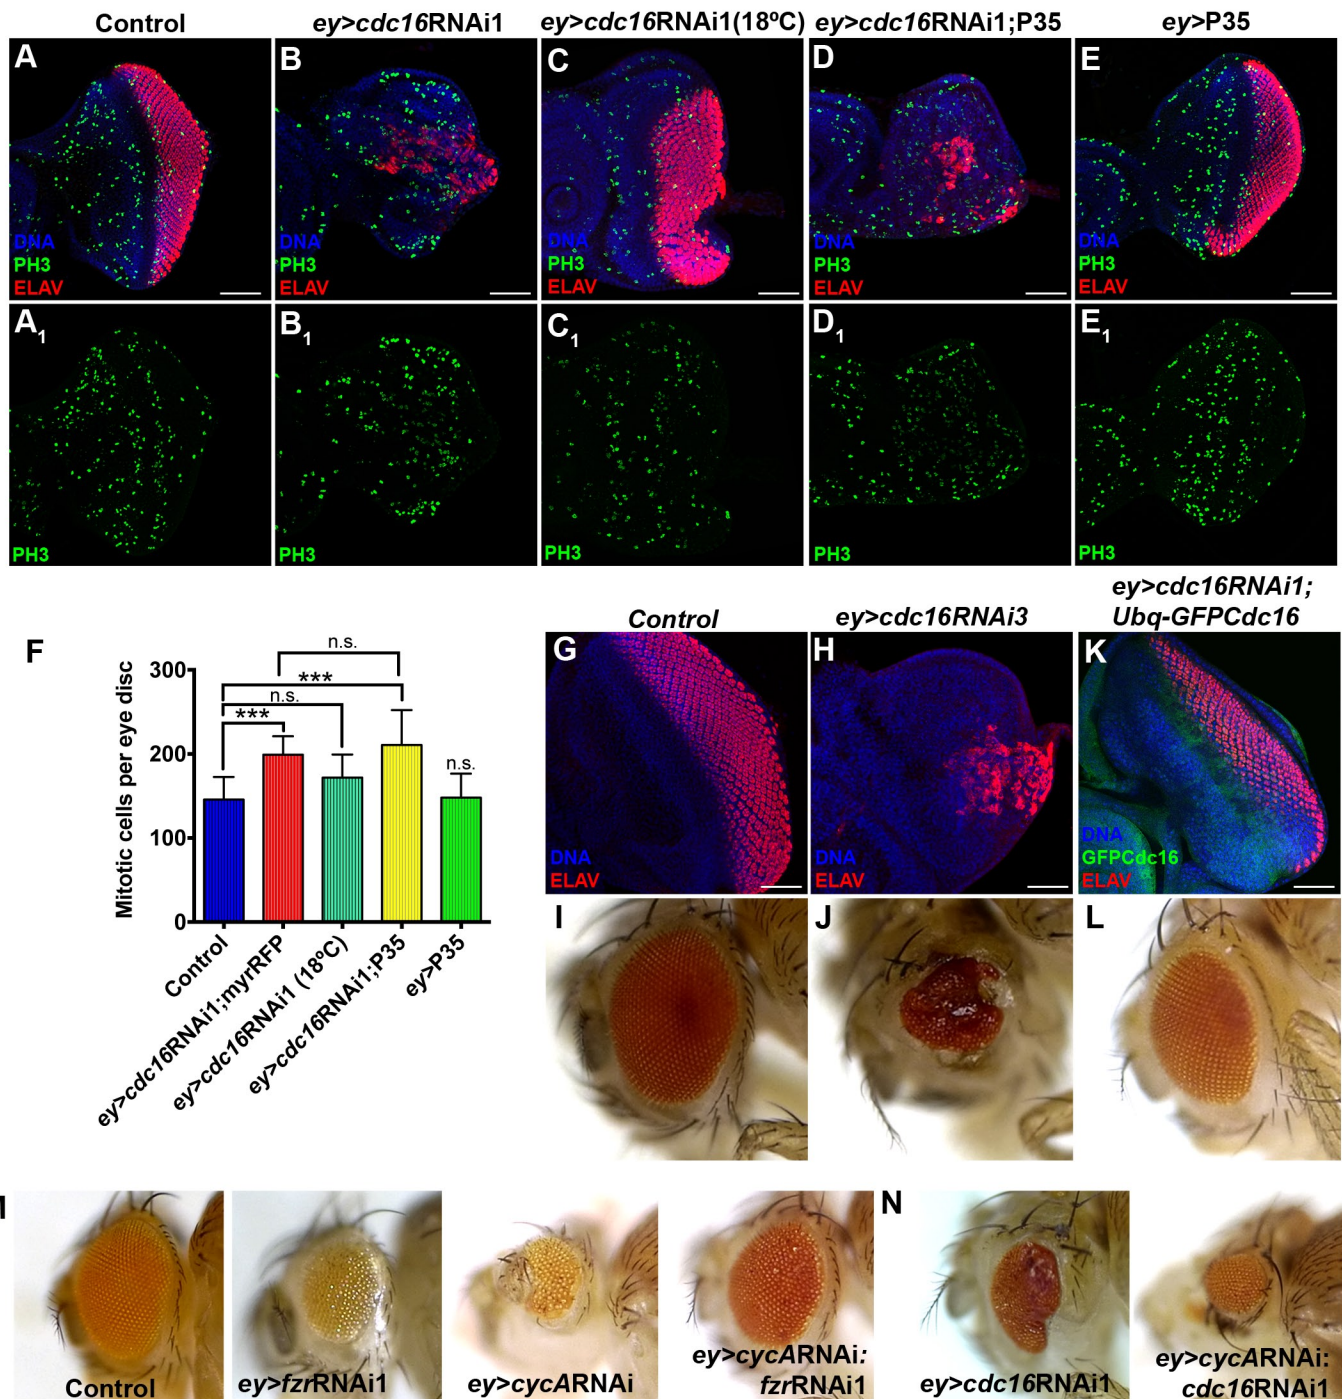 Control
ey>cdc16RNAi1
ey>cdc16RNAi1(18ºC)
ey>cdc16RNAi1;P35
ey>P35
A
DNA
PH3
ELAV
B
DNA
PH3
ELAV
C
DNA
PH3
ELAV
D
DNA
PH3
ELAV
E
DNA
PH3
ELAV
A1
PH3
B1
PH3
C1
PH3
D1
PH3
E1
PH3
F
Mitotic cells per eye disc
300
200
100
0
n.s.
***
n.s.
***
n.s.
Control
ey>cdc16RNAi1;myrRFP
ey>cdc16RNAi1 (18ºC)
ey>cdc16RNAi1;P35
ey>P35
Control
ey>cdc16RNAi3
ey>cdc16RNAi1;
Ubq-GFPCdc16
G
DNA
ELAV
H
DNA
ELAV
K
DNA
GFPCdc16
ELAV
I
J
L
Control
ey>fzrRNAi1
ey>cycARNAi
ey>cycARNAi:
fzrRNAi1
N
ey>cdc16RNAi1
ey>cycARNAi:
cdc16RNAi1